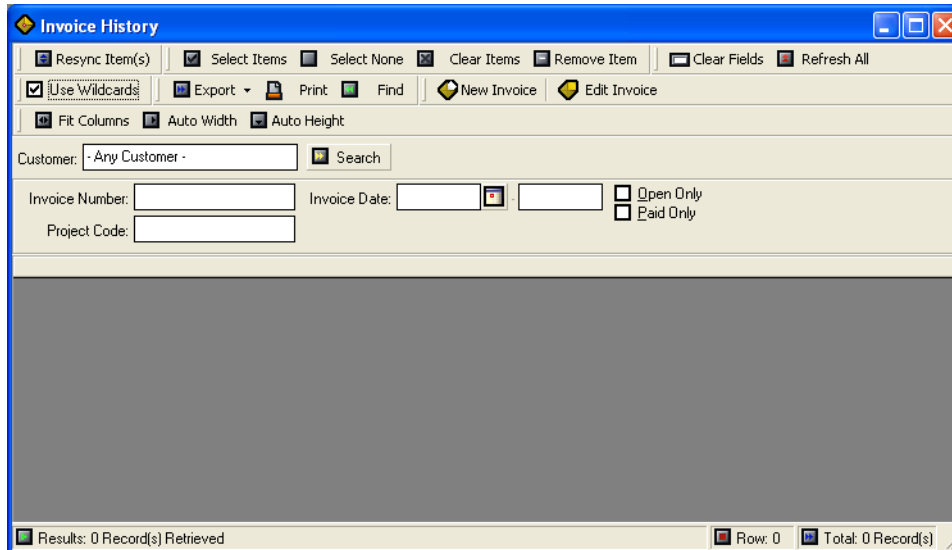 Invoice History
Resync Item(s) Select Items Select None Clear Items Remove Item Clear Fields Refresh All
Use Wildcards Export Print Find New Invoice Edit Invoice
Fit Columns Auto Width Auto Height
Customer: - Any Customer - Search
Invoice Number: Invoice Date: - Open Only
Paid Only
Project Code:
Results: 0 Record(s) Retrieved Row: 0 Total: 0 Record(s)